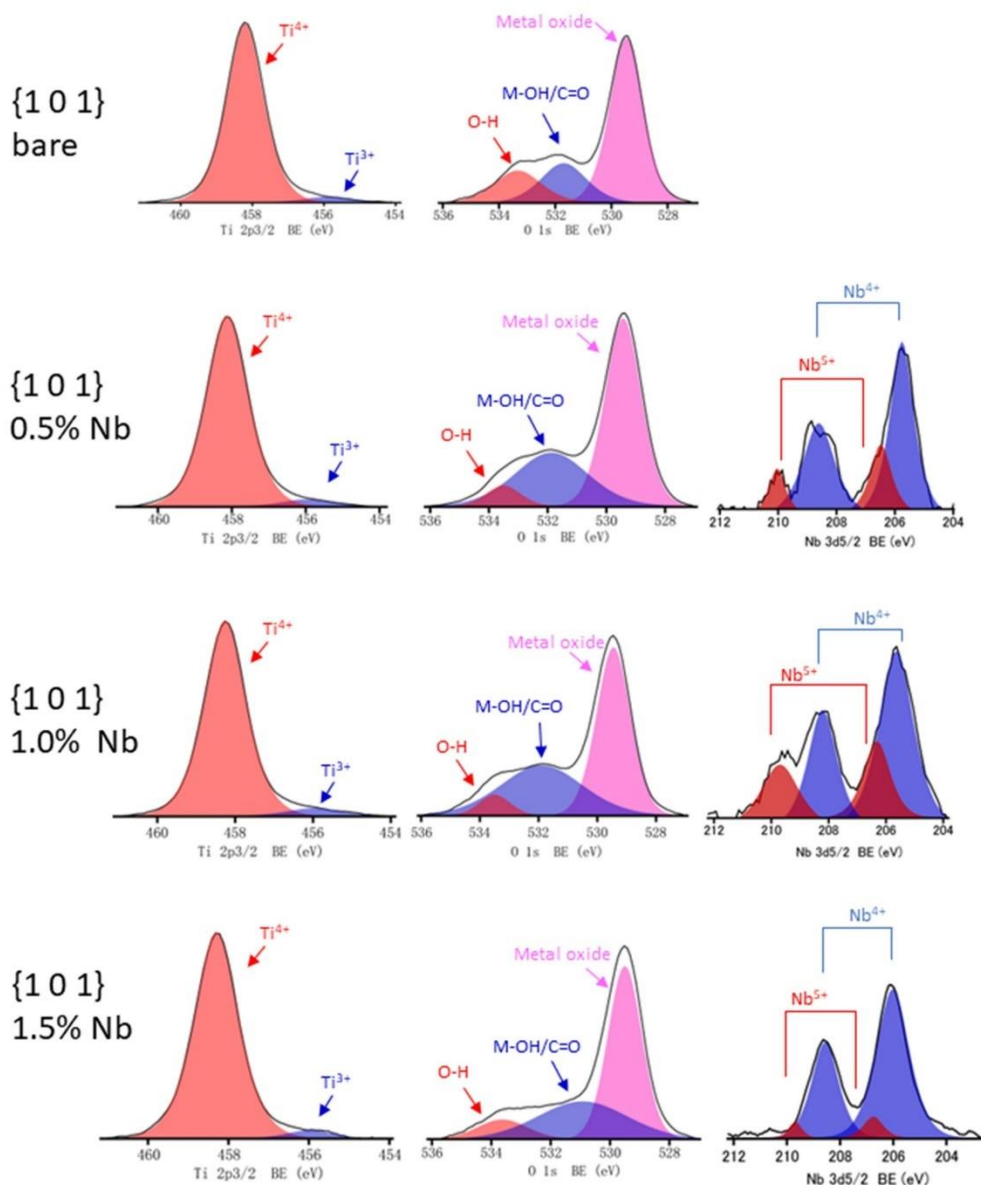 {1 0 1}
bare
Ti⁴⁺
Ti³⁺
460 458 456 454
Ti 2p3/2 BE (eV)
Metal oxide
M-OH/C=O
O-H
536 534 532 530 528
O 1s BE (eV)
{1 0 1}
0.5% Nb
Ti⁴⁺
Ti³⁺
460 458 456 454
Ti 2p3/2 BE (eV)
Metal oxide
M-OH/C=O
O-H
536 534 532 530 528
O 1s BE (eV)
Nb⁴⁺
Nb⁵⁺
212 210 208 206 204
Nb 3d5/2 BE (eV)
{1 0 1}
1.0% Nb
Ti⁴⁺
Ti³⁺
460 458 456 454
Ti 2p3/2 BE (eV)
Metal oxide
M-OH/C=O
O-H
536 534 532 530 528
O 1s BE (eV)
Nb⁴⁺
Nb⁵⁺
212 210 208 206 204
Nb 3d5/2 BE (eV)
{1 0 1}
1.5% Nb
Ti⁴⁺
Ti³⁺
460 458 456 454
Ti 2p3/2 BE (eV)
Metal oxide
M-OH/C=O
O-H
536 534 532 530 528
O 1s BE (eV)
Nb⁴⁺
Nb⁵⁺
212 210 208 206 204
Nb 3d5/2 BE (eV)